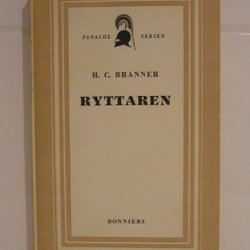 PANACHE SERIEN
H. C. BRANNER
RYTTAREN
BONNIERS